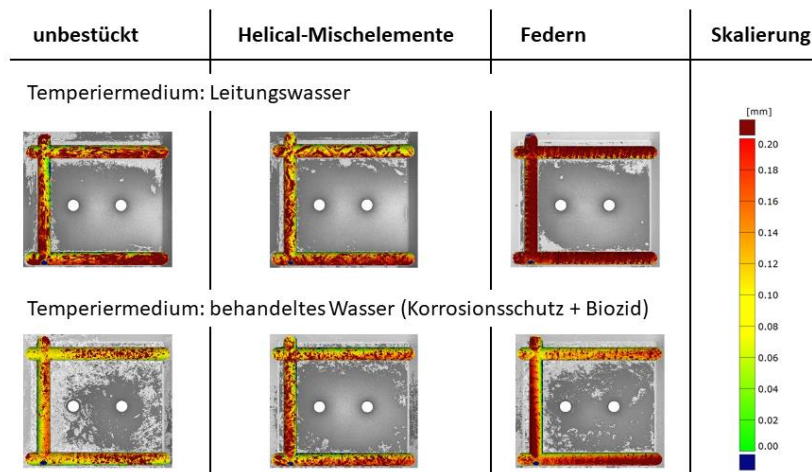 unbestückt Helical-Mischelemente Federn Skalierung
Temperiermedium: Leitungswasser
[mm]
0.20
0.18
0.16
0.14
0.12
0.10
0.08
0.06
0.04
0.02
0.00
Temperiermedium: behandeltes Wasser (Korrosionsschutz + Biozid)